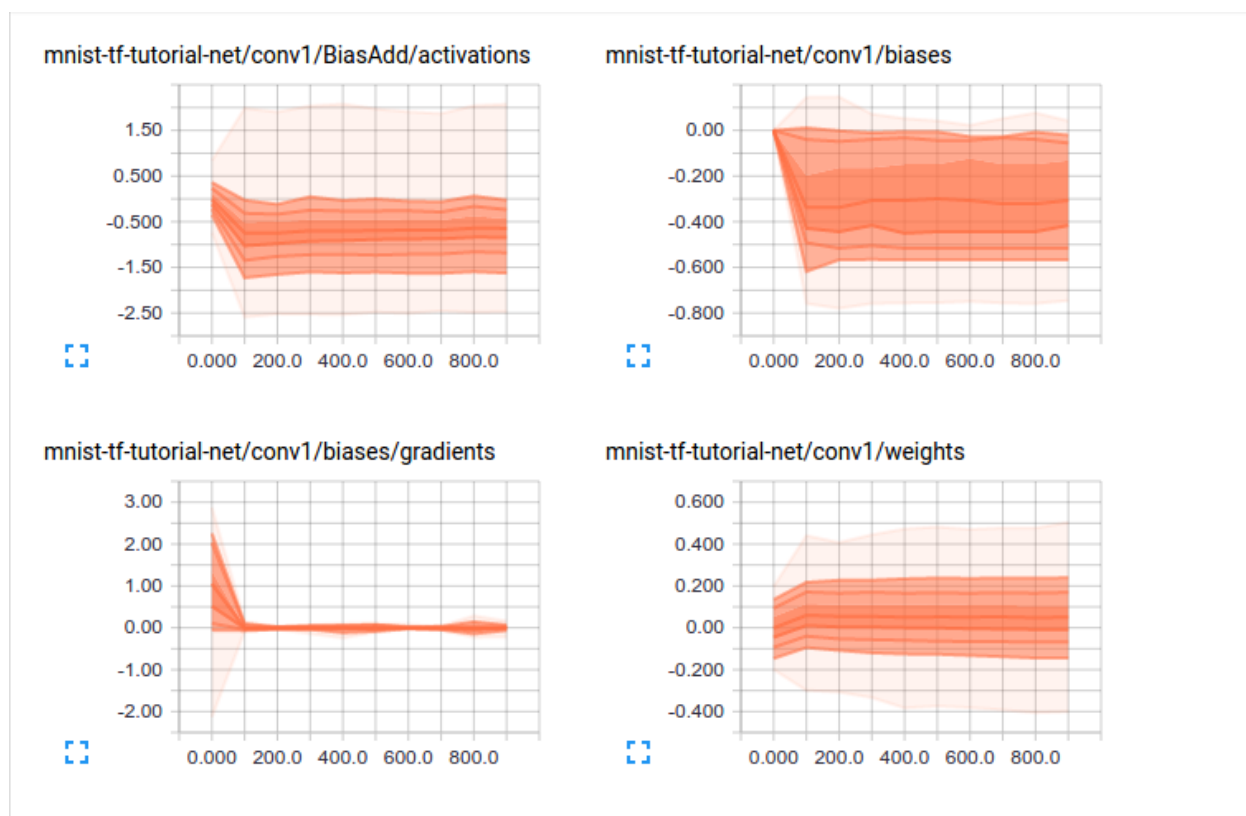 mnist-tf-tutorial-net/conv1/BiasAdd/activations
1.50
0.500
-0.500
-1.50
-2.50
0.000 200.0 400.0 600.0 800.0
mnist-tf-tutorial-net/conv1/biases
0.00
-0.200
-0.400
-0.600
-0.800
0.000 200.0 400.0 600.0 800.0
mnist-tf-tutorial-net/conv1/biases/gradients
3.00
2.00
1.00
0.00
-1.00
-2.00
0.000 200.0 400.0 600.0 800.0
mnist-tf-tutorial-net/conv1/weights
0.600
0.400
0.200
0.00
-0.200
-0.400
0.000 200.0 400.0 600.0 800.0